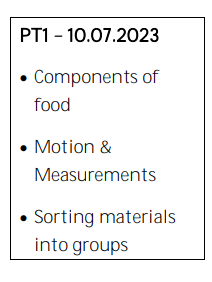 PT1 – 10.07.2023
• Components of
food
• Motion &
Measurements
• Sorting materials
into groups